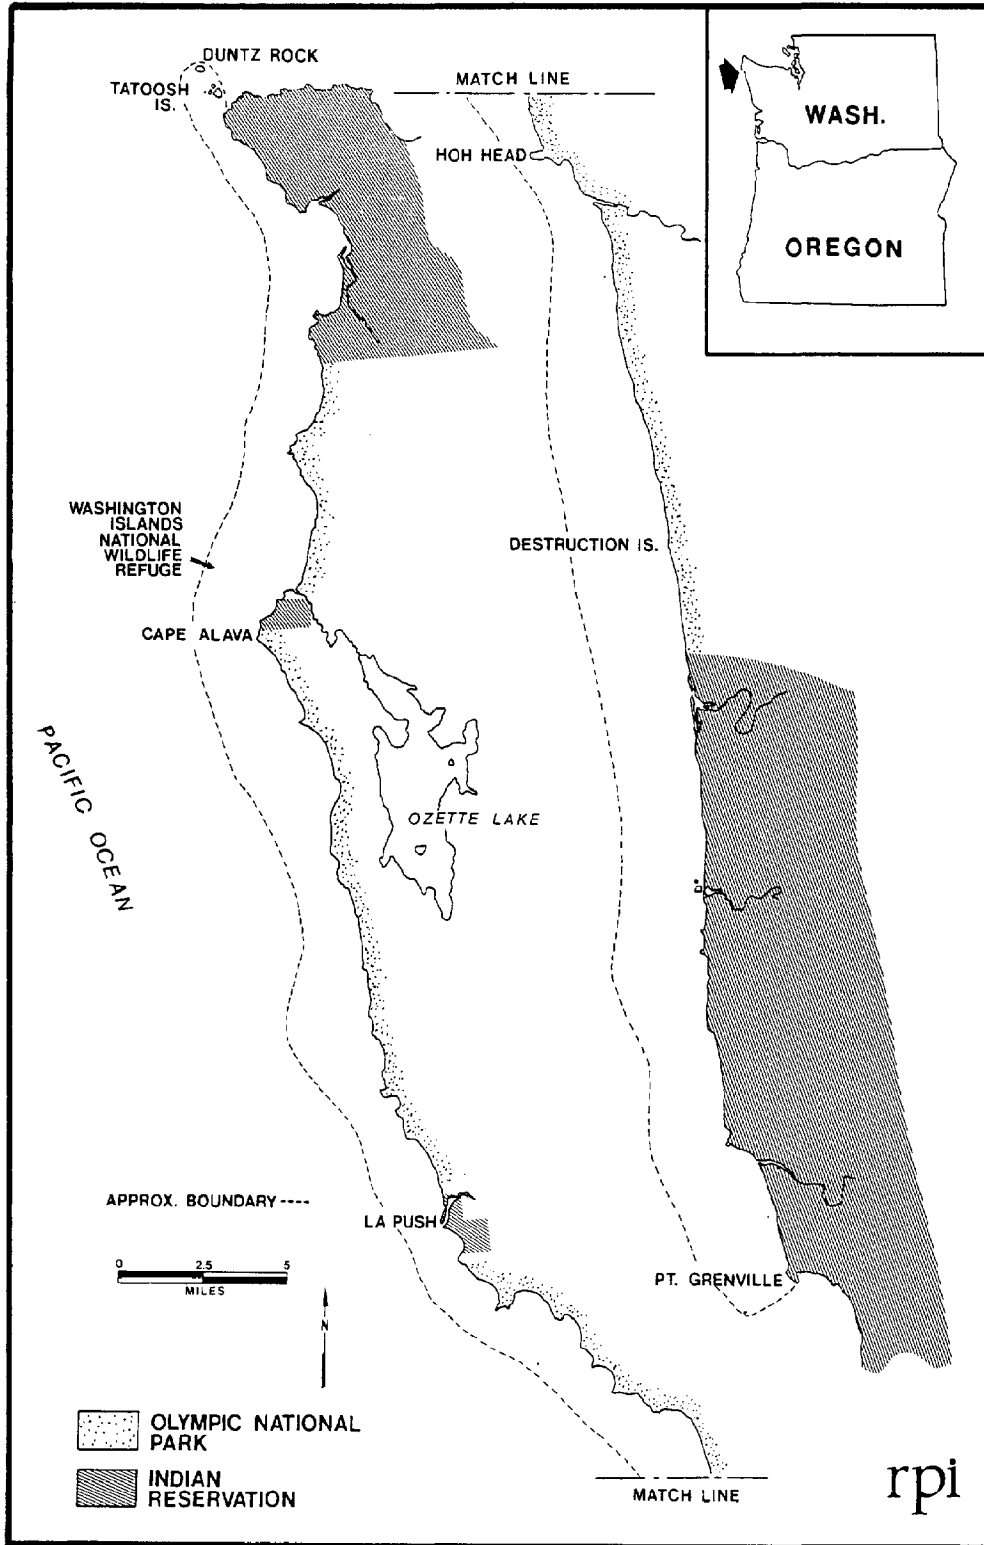 DUNTZ ROCK
TATOOSH
IS.
MATCH LINE
HOH HEAD
WASH.
OREGON
WASHINGTON
ISLANDS
NATIONAL
WILDLIFE
REFUGE
DESTRUCTION IS.
CAPE ALAVA
PACIFIC OCEAN
OZETTE LAKE
APPROX. BOUNDARY ----
LA PUSH
0 2.5 5
MILES
PT. GRENVILLE
N
OLYMPIC NATIONAL
PARK
INDIAN
RESERVATION
MATCH LINE
rpi